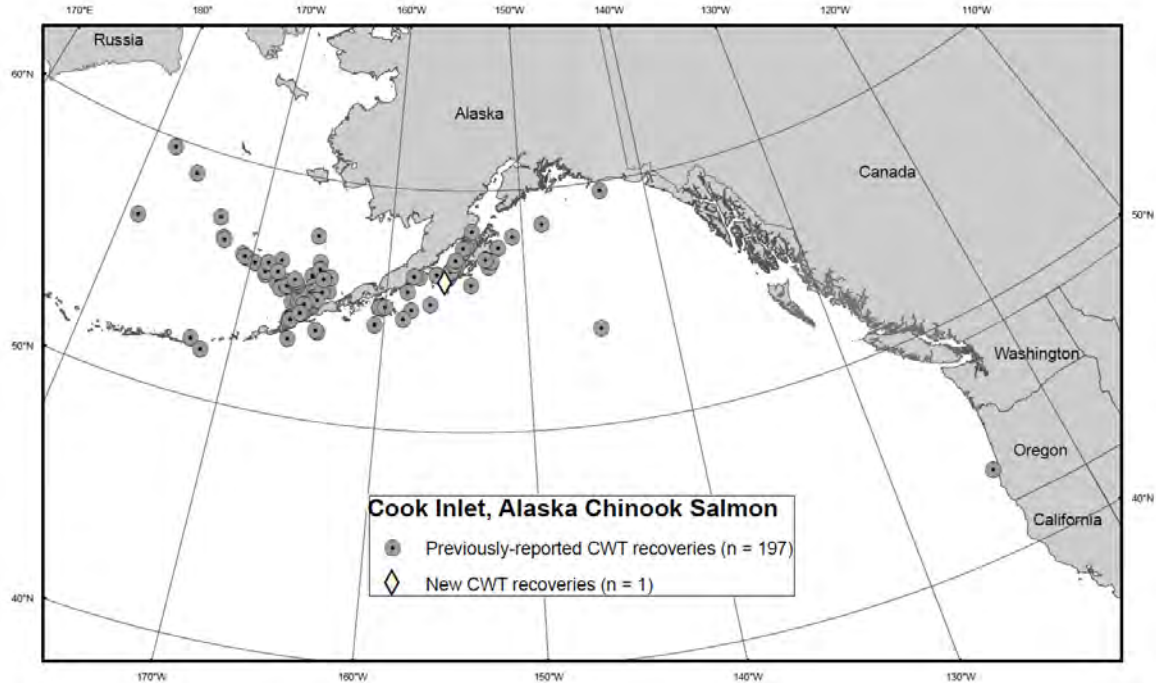 170°E 180° 170°W 160°W 150°W 140°W 130°W 120°W 110°W
Russia
60°N
Alaska
Canada
50°N
50°N
Washington
Oregon
40°N
California
Cook Inlet, Alaska Chinook Salmon
Previously-reported CWT recoveries (n = 197)
New CWT recoveries (n = 1)
40°N
170°W 160°W 150°W 140°W 130°W